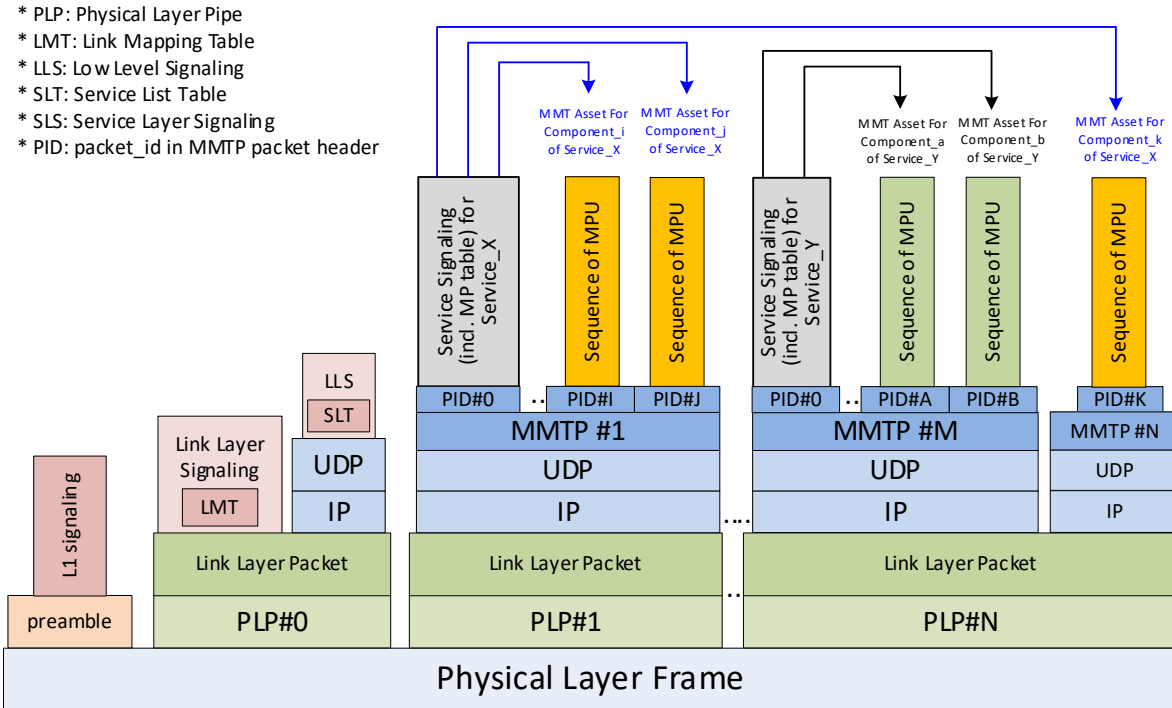 * PLP: Physical Layer Pipe
* LMT: Link Mapping Table
* LLS: Low Level Signaling
* SLT: Service List Table
* SLS: Service Layer Signaling
* PID: packet_id in MMTP packet header
MMT Asset For
Component_i
of Service_X
MMT Asset For
Component_j
of Service_X
MMT Asset For
Component_a
of Service_Y
MMT Asset For
Component_b
of Service_Y
MMT Asset For
Component_k
of Service_X
Service Signaling
(incl. MP table) for
Service_X
Sequence of MPU
Sequence of MPU
Service Signaling
(incl. MP table) for
Service_Y
Sequence of MPU
Sequence of MPU
Sequence of MPU
LLS
SLT
PID#0
..
PID#I
PID#J
PID#0
..
PID#A
PID#B
PID#K
Link Layer
Signaling
LMT
UDP
IP
MMTP #1
UDP
IP
....
MMTP #M
UDP
IP
MMTP #N
UDP
IP
L1 signaling
preamble
Link Layer Packet
PLP#0
Link Layer Packet
PLP#1
..
Link Layer Packet
PLP#N
Physical Layer Frame